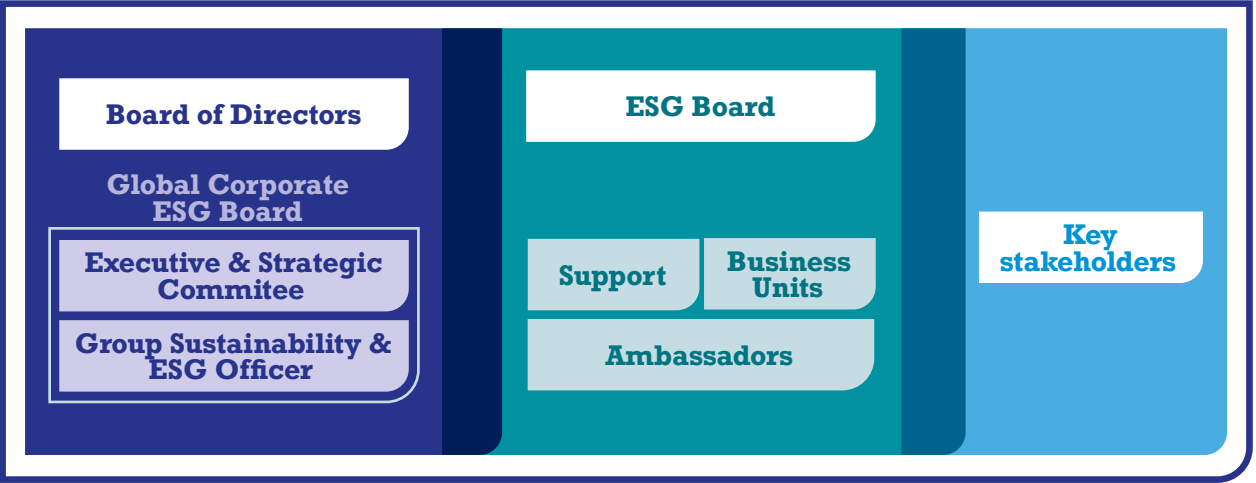 Board of Directors
Global Corporate
ESG Board
Executive & Strategic
Commitee
Group Sustainability &
ESG Officer
ESG Board
Support
Business
Units
Ambassadors
Key
stakeholders